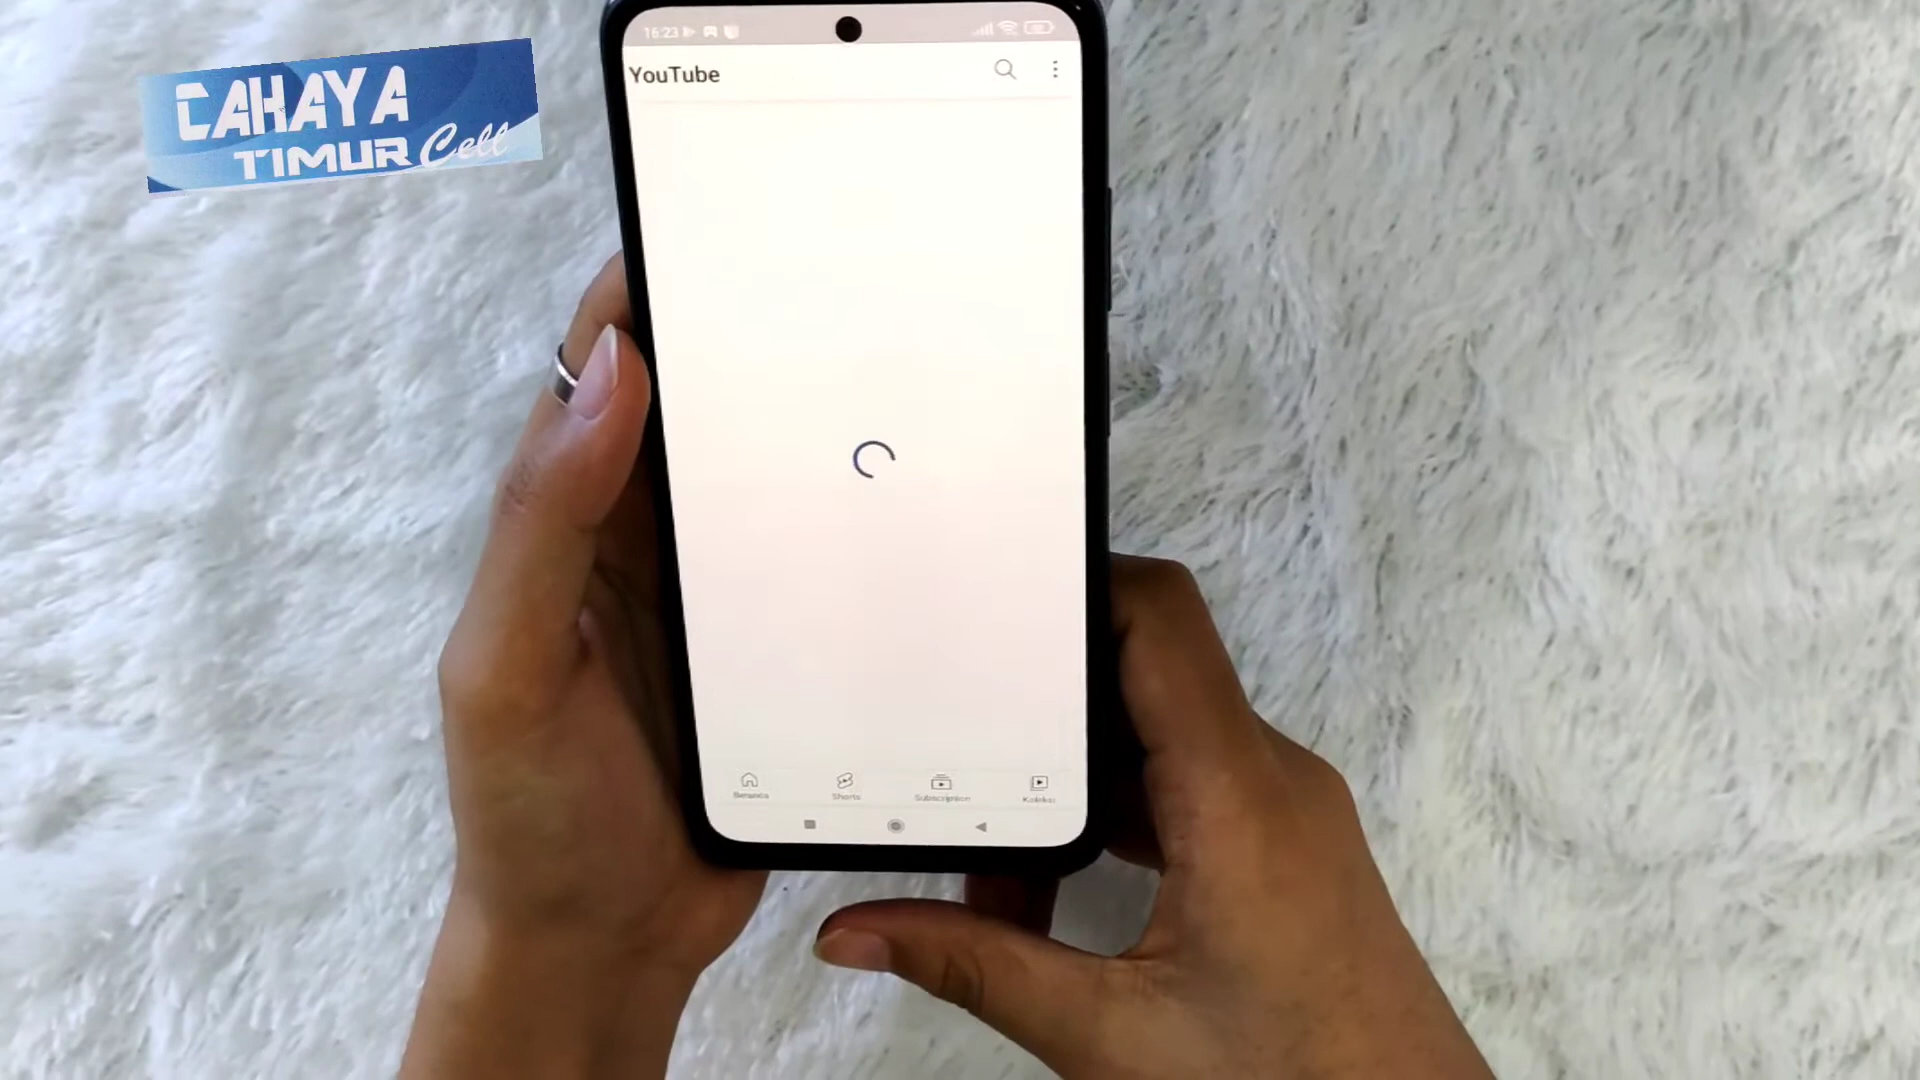 CAHAYA
TIMUR Cell
16:23
YouTube
Beranda
Shorts
Subscription
Koleksi